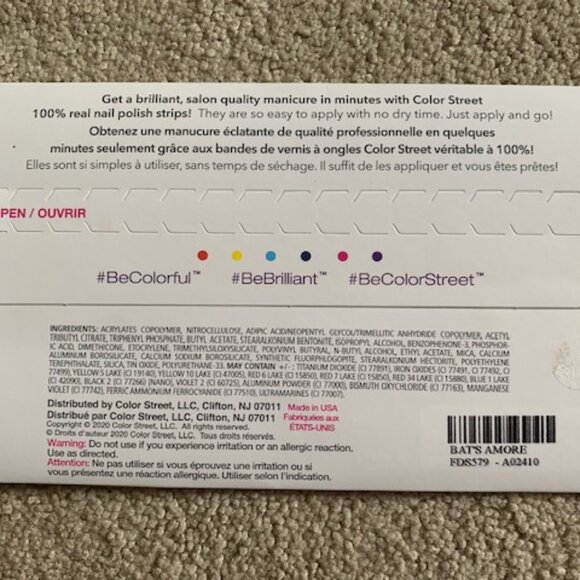 Get a brilliant, salon quality manicure in minutes with Color Street
100% real nail polish strips! They are so easy to apply with no dry time. Just apply and go!
Obtenez une manucure éclatante de qualité professionnelle en quelques
minutes seulement grâce aux bandes de vernis à ongles Color Street véritable à 100%!
Elles sont si simples à utiliser, sans temps de séchage. Il suffit de les appliquer et vous êtes prêtes!
OPEN / OUVRIR
#BeColorful™ #BeBrilliant™ #BeColorStreet™
INGREDIENTS: ACRYLATES COPOLYMER, NITROCELLULOSE, ADIPIC ACID/NEOPENTYL GLYCOL/TRIMELLITIC ANHYDRIDE COPOLYMER, ACETYL
TRIBUTYL CITRATE, TRIPHENYL PHOSPHATE, BUTYL ACETATE, STEARALKONIUM BENTONITE, ISOPROPYL ALCOHOL, BENZOPHENONE-3, PHOSPHOR-
IC ACID, DIMETHICONE, ETOCRYLENE, TRIMETHYLSILOXYSILICATE, POLYVINYL BUTYRAL, N-BUTYL ALCOHOL, ETHYL ACETATE, MICA, CALCIUM
ALUMINUM BOROSILICATE, CALCIUM SODIUM BOROSILICATE, SYNTHETIC FLUORPHLOGOPITE, STEARALKONIUM HECTORITE, POLYETHYLENE
TEREPHTHALATE, SILICA, TIN OXIDE, POLYURETHANE-33. MAY CONTAIN +/- : TITANIUM DIOXIDE (CI 77891), IRON OXIDES (CI 77491, CI 77492, CI
77499), YELLOW 5 LAKE (CI 19140), YELLOW 10 LAKE (CI 47005), RED 6 LAKE (CI 15850), RED 7 LAKE (CI 15850), RED 34 LAKE (CI 15880), BLUE 1 LAKE
(CI 42090), BLACK 2 (CI 77266) [NANO], VIOLET 2 (CI 60725), ALUMINUM POWDER (CI 77000), BISMUTH OXYCHLORIDE (CI 77163), MANGANESE
VIOLET (CI 77742), FERRIC AMMONIUM FERROCYANIDE (CI 77510), ULTRAMARINES (CI 77007).
Distributed by Color Street, LLC, Clifton, NJ 07011 Made in USA
Distribué par Color Street, LLC, Clifton, NJ 07011 Fabriquées aux
ÉTATS-UNIS
Copyright © 2020 Color Street, LLC. All rights reserved.
© Droits d'auteur 2020 Color Street, LLC. Tous droits réservés.
Warning: Do not use if you experience irritation or an allergic reaction.
Use as directed.
Attention: Ne pas utiliser si vous éprouvez une irritation ou si
vous présentez une réaction allergique. Utiliser selon l'indication.
BAT'S AMORE
FDS579 - A02410